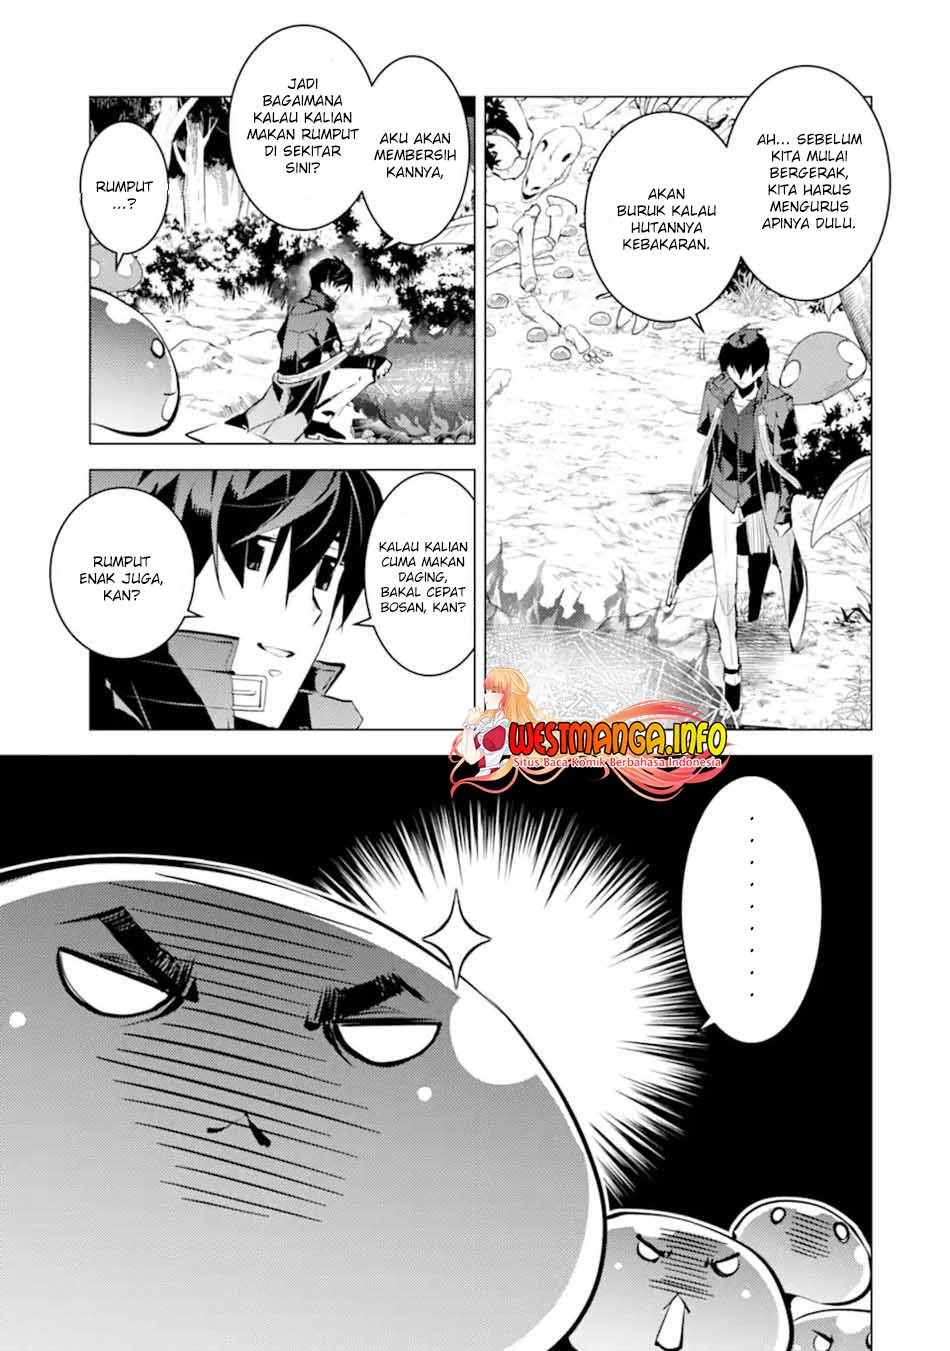 AH... SEBELUM
KITA MULAI
BERGERAK,
KITA HARUS
MENGURUS
APINYA DULU.
AKAN
BURUK KALAU
HUTANNYA
KEBAKARAN.
AKU AKAN
MEMBERSIH
KANNYA,
JADI
BAGAIMANA
KALAU KALIAN
MAKAN RUMPUT
DI SEKITAR
SINI?
RUMPUT
...?
KALAU KALIAN
CUMA MAKAN
DAGING,
BAKAL CEPAT
BOSAN, KAN?
RUMPUT
ENAK JUGA,
KAN?
WESTMANGA.INFO
Situs Baca Komik Berbahasa Indonesia
. . . . . . . . .